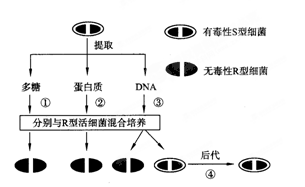 有毒性S型细菌
提取
无毒性R型细菌
多糖 蛋白质 DNA
① ② ③
分别与R型活细菌混合培养
后代
④